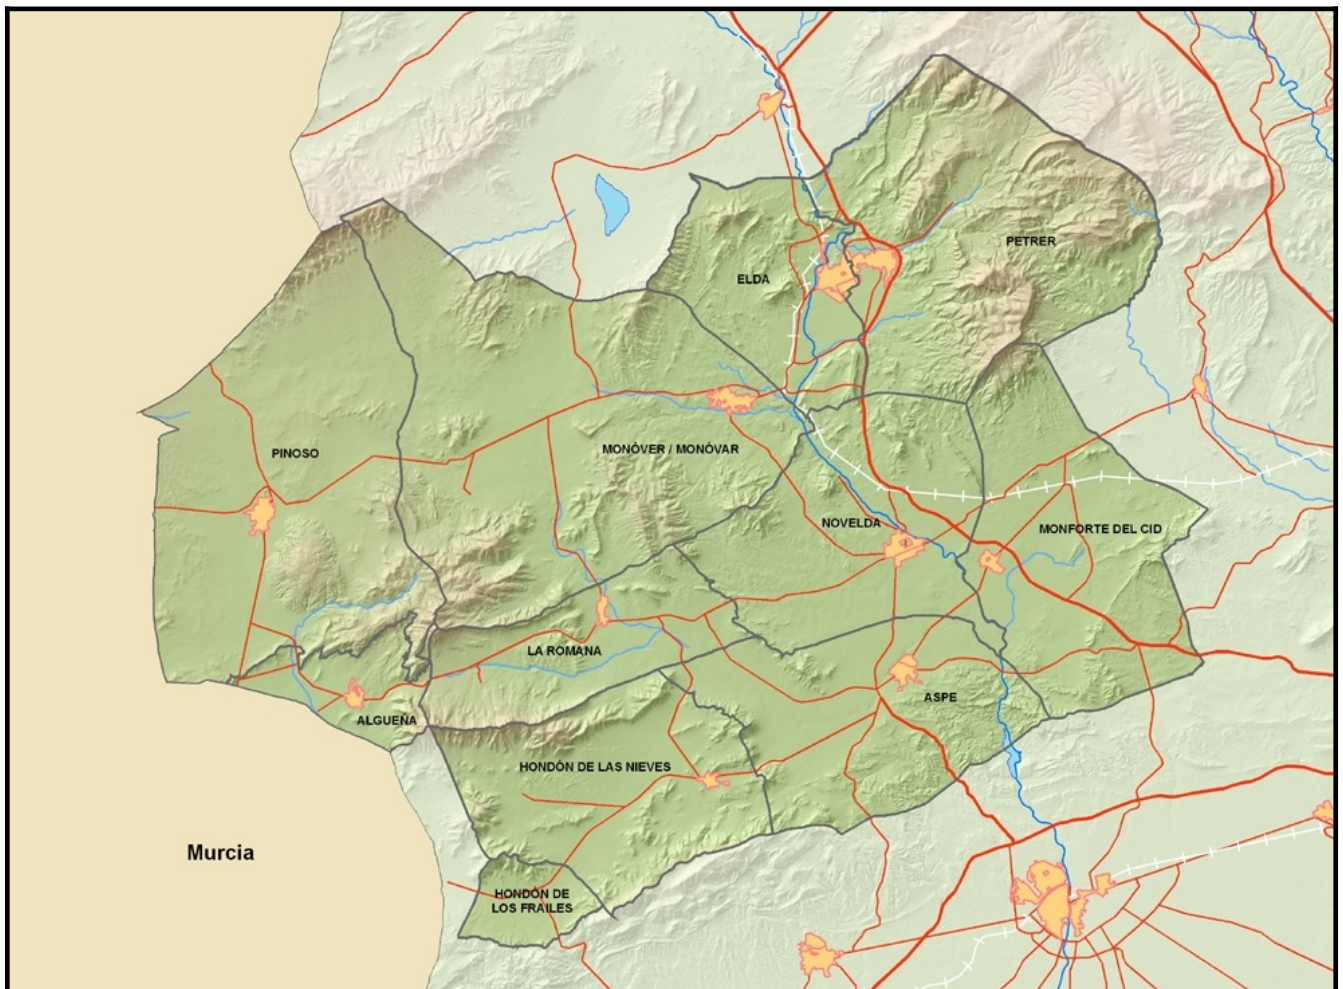 PETRER
ELDA
MONÓVER / MONÓVAR
PINOSO
NOVELDA
MONFORTE DEL CID
LA ROMANA
ASPE
ALGUEÑA
HONDÓN DE LAS NIEVES
Murcia
HONDÓN DE
LOS FRAILES